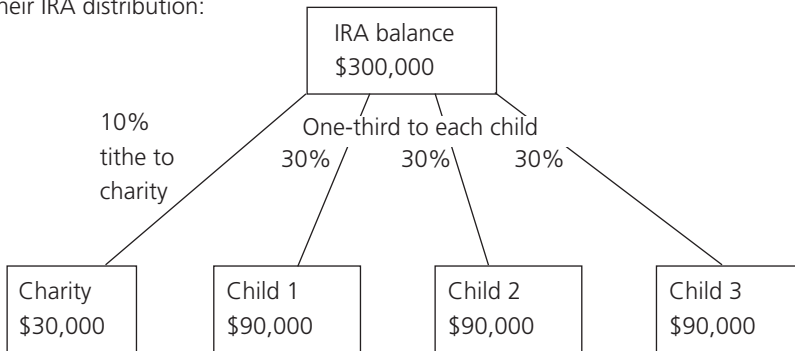 heir IRA distribution:
IRA balance
$300,000
10%
tithe to
charity
One-third to each child
30%
30%
30%
Charity
$30,000
Child 1
$90,000
Child 2
$90,000
Child 3
$90,000